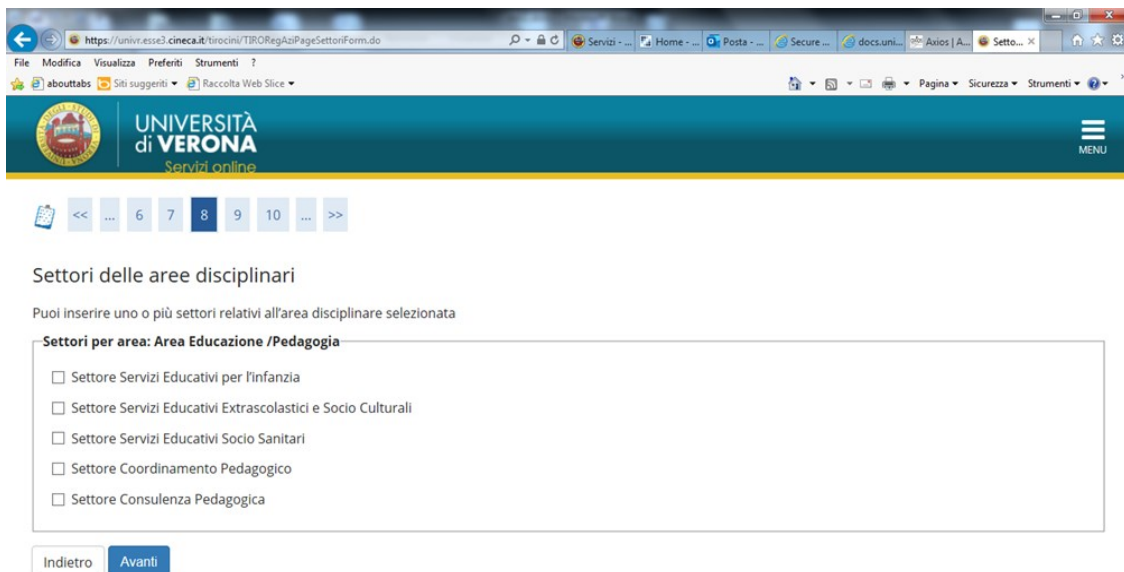 https://univr.esse3.cineca.it/tirocini/TIRORegAziPageSettoriForm.do
Servizi - ... Home - ... Posta - ... Secure ... docs.uni... Axios | A... Setto...
File Modifica Visualizza Preferiti Strumenti ?
abouttabs Siti suggeriti Raccolta Web Slice Pagina Sicurezza Strumenti
UNIVERSITÀ
di VERONA
Servizi online
MENU
<< ... 6 7 8 9 10 ... >>
Settori delle aree disciplinari
Puoi inserire uno o più settori relativi all'area disciplinare selezionata
Settori per area: Area Educazione /Pedagogia
Settore Servizi Educativi per l'infanzia
Settore Servizi Educativi Extrascolastici e Socio Culturali
Settore Servizi Educativi Socio Sanitari
Settore Coordinamento Pedagogico
Settore Consulenza Pedagogica
Indietro Avanti